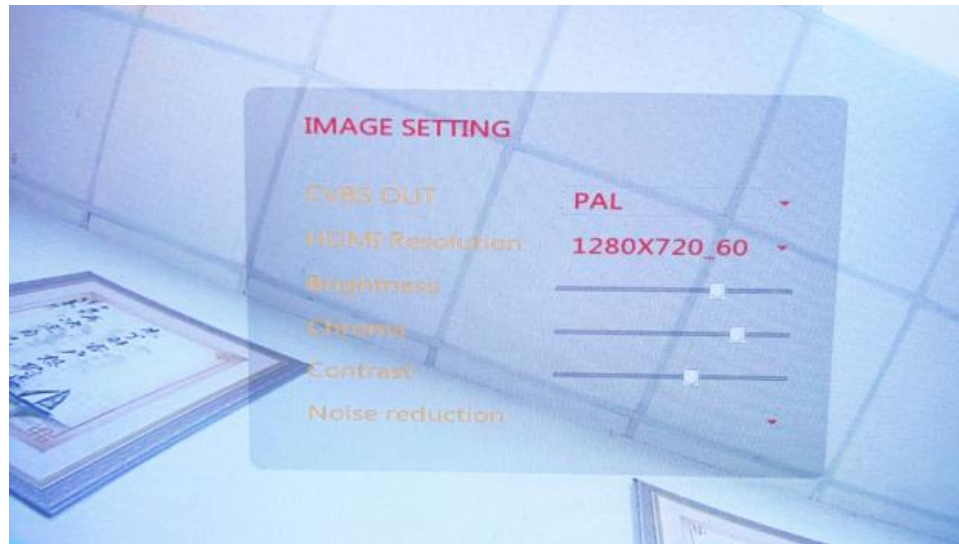 IMAGE SETTING
CVBS OUT PAL
HDMI Resolution 1280X720_60
Brightness
Chroma
Contrast
Noise reduction